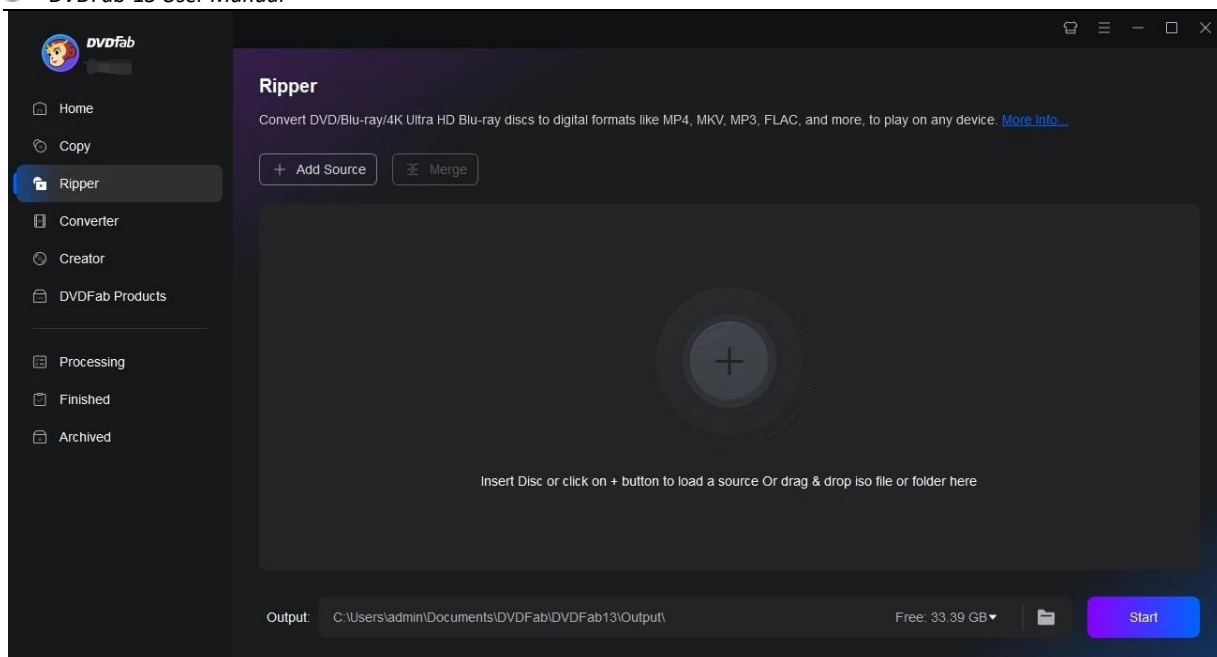 DVDFab 13 User Manual
DVDFab
Home
Copy
Ripper
Converter
Creator
DVDFab Products
Processing
Finished
Archived
Ripper
Convert DVD/Blu-ray/4K Ultra HD Blu-ray discs to digital formats like MP4, MKV, MP3, FLAC, and more, to play on any device. More Info...
+ Add Source
Merge
Insert Disc or click on + button to load a source Or drag & drop iso file or folder here
Output: C:\Users\admin\Documents\DVDFab\DVDFab13\Output\ Free: 33.39 GB
Start